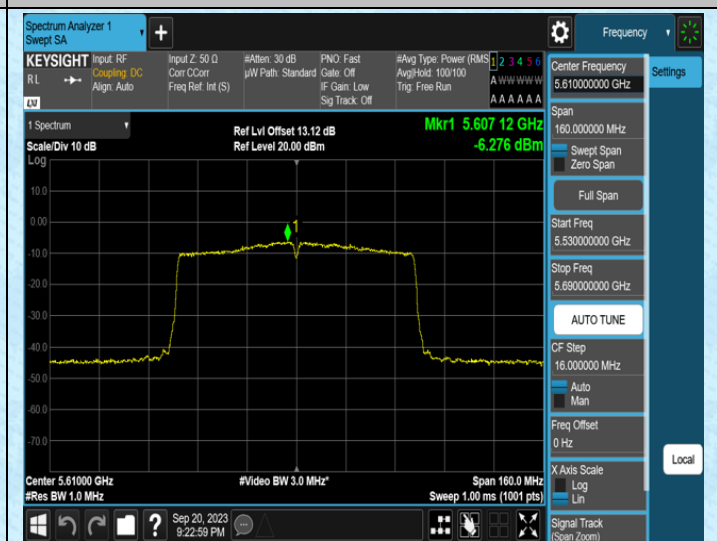 Spectrum Analyzer 1
Swept SA
+
Frequency
KEYSIGHT
RL
LXI
Input: RF
Coupling: DC
Align: Auto
Input Z: 50 Ω
Corr CCorr
Freq Ref: Int (S)
#Atten: 30 dB
µW Path: Standard
PNO: Fast
Gate: Off
IF Gain: Low
Sig Track: Off
#Avg Type: Power (RMS
Avg|Hold: 100/100
Trig: Free Run
1 2 3 4 5 6
A W W W W W
A A A A A A
Center Frequency
5.610000000 GHz
Settings
Span
160.000000 MHz
Swept Span
Zero Span
Full Span
Start Freq
5.530000000 GHz
Stop Freq
5.690000000 GHz
AUTO TUNE
CF Step
16.000000 MHz
Auto
Man
Freq Offset
0 Hz
X Axis Scale
Log
Lin
Local
Signal Track
(Span Zoom)
1 Spectrum
Scale/Div 10 dB
Ref Lvl Offset 13.12 dB
Ref Level 20.00 dBm
Mkr1 5.607 12 GHz
-6.276 dBm
Log
10.0
0.00
-10.0
-20.0
-30.0
-40.0
-50.0
-60.0
-70.0
1
Center 5.61000 GHz
#Res BW 1.0 MHz
#Video BW 3.0 MHz*
Span 160.0 MHz
Sweep 1.00 ms (1001 pts)
?
Sep 20, 2023
9:22:59 PM